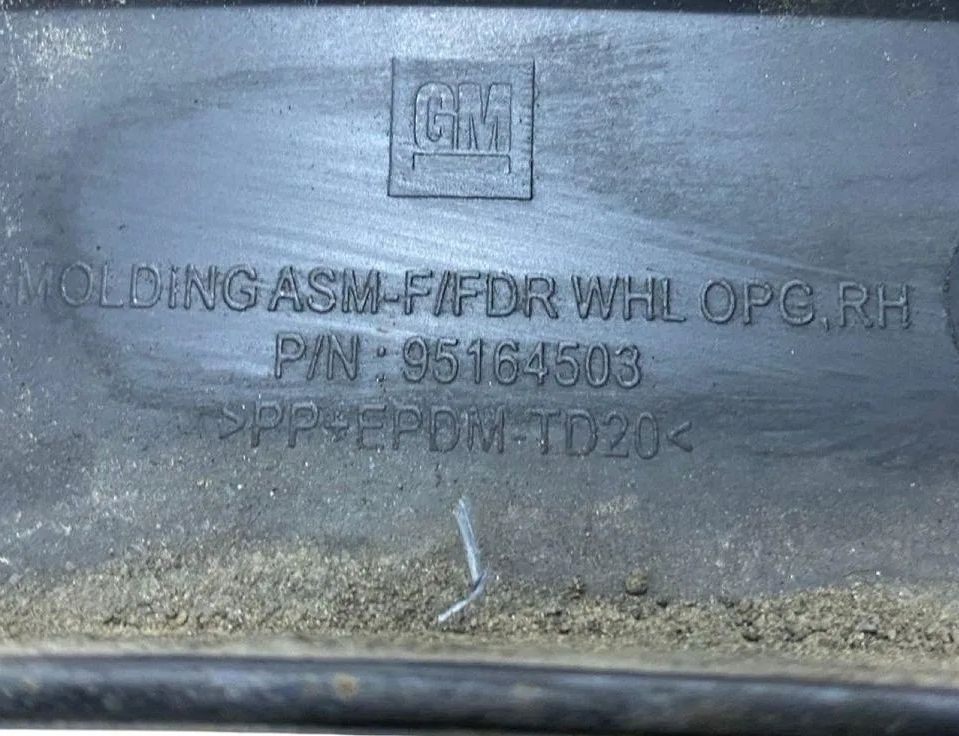 GM
MOLDING ASM-F/FDR WHL OPG,RH
P/N : 95164503
>PP+EPDM-TD20<